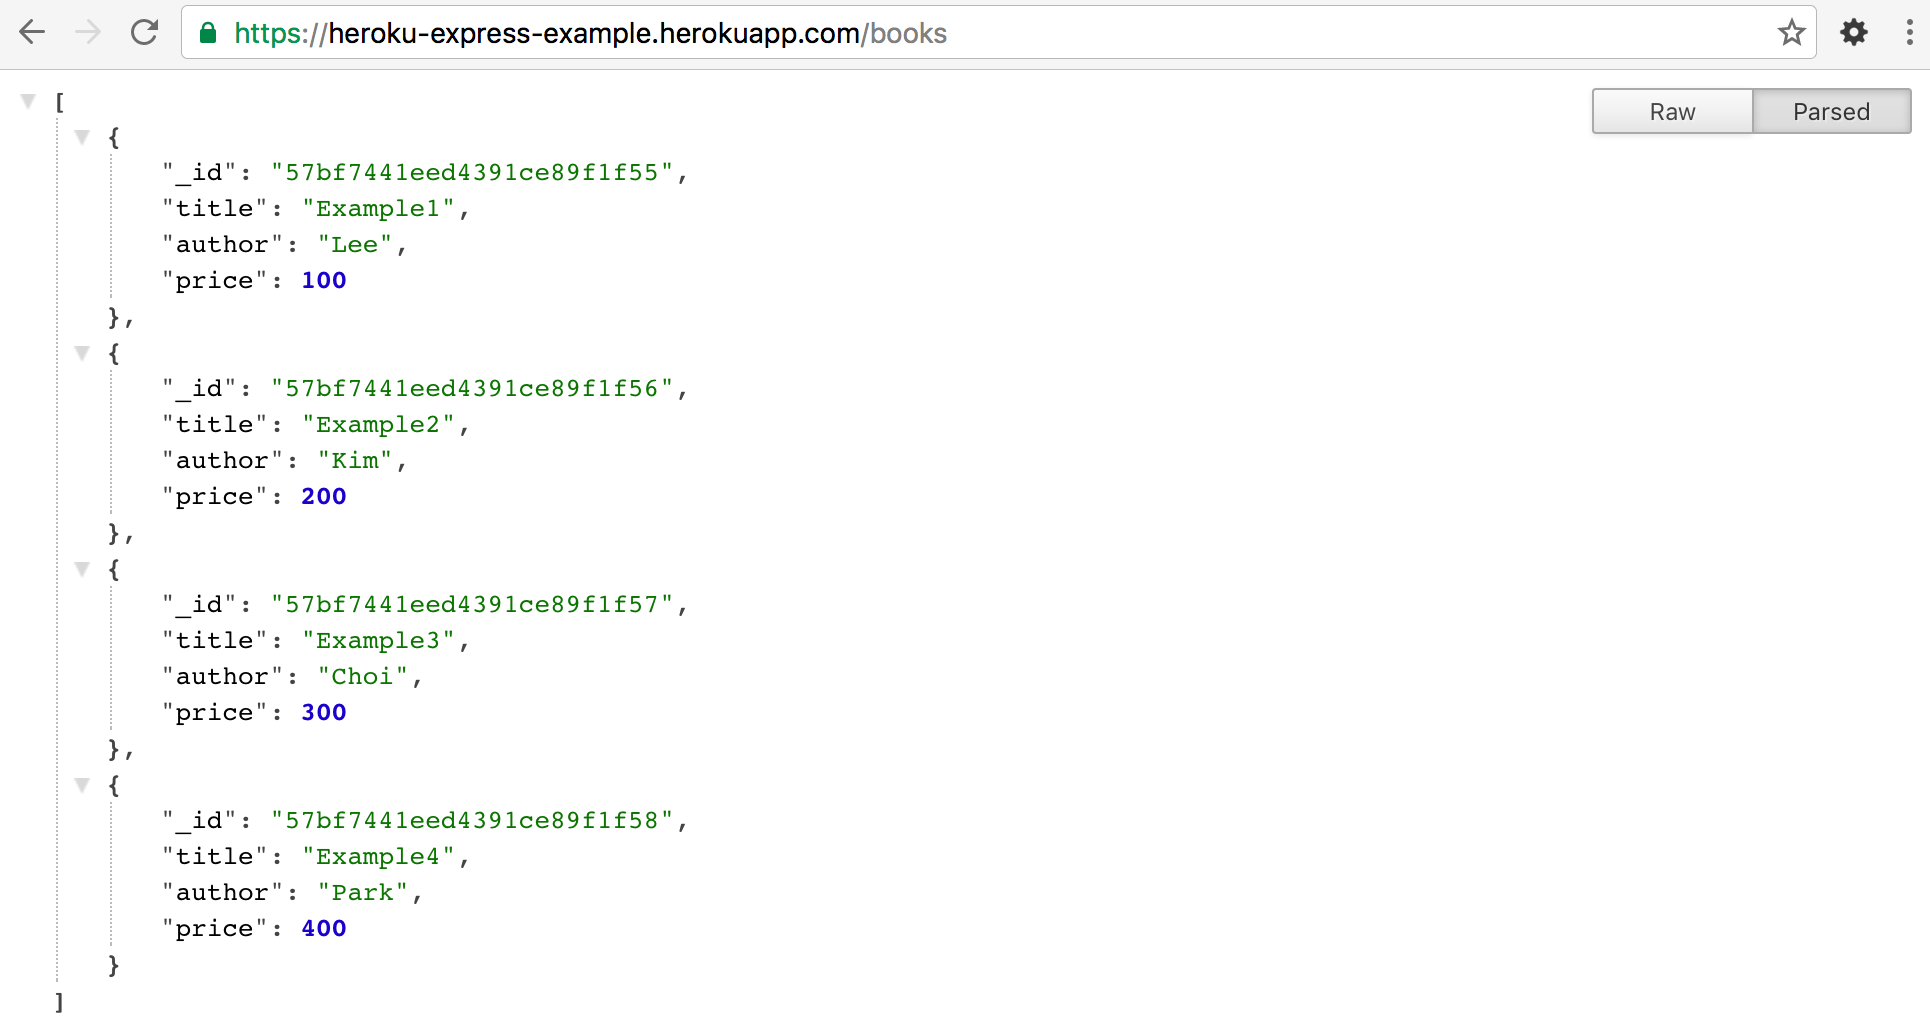 https://heroku-express-example.herokuapp.com/books
Raw Parsed
[
{
"_id": "57bf7441eed4391ce89f1f55",
"title": "Example1",
"author": "Lee",
"price": 100
},
{
"_id": "57bf7441eed4391ce89f1f56",
"title": "Example2",
"author": "Kim",
"price": 200
},
{
"_id": "57bf7441eed4391ce89f1f57",
"title": "Example3",
"author": "Choi",
"price": 300
},
{
"_id": "57bf7441eed4391ce89f1f58",
"title": "Example4",
"author": "Park",
"price": 400
}
]